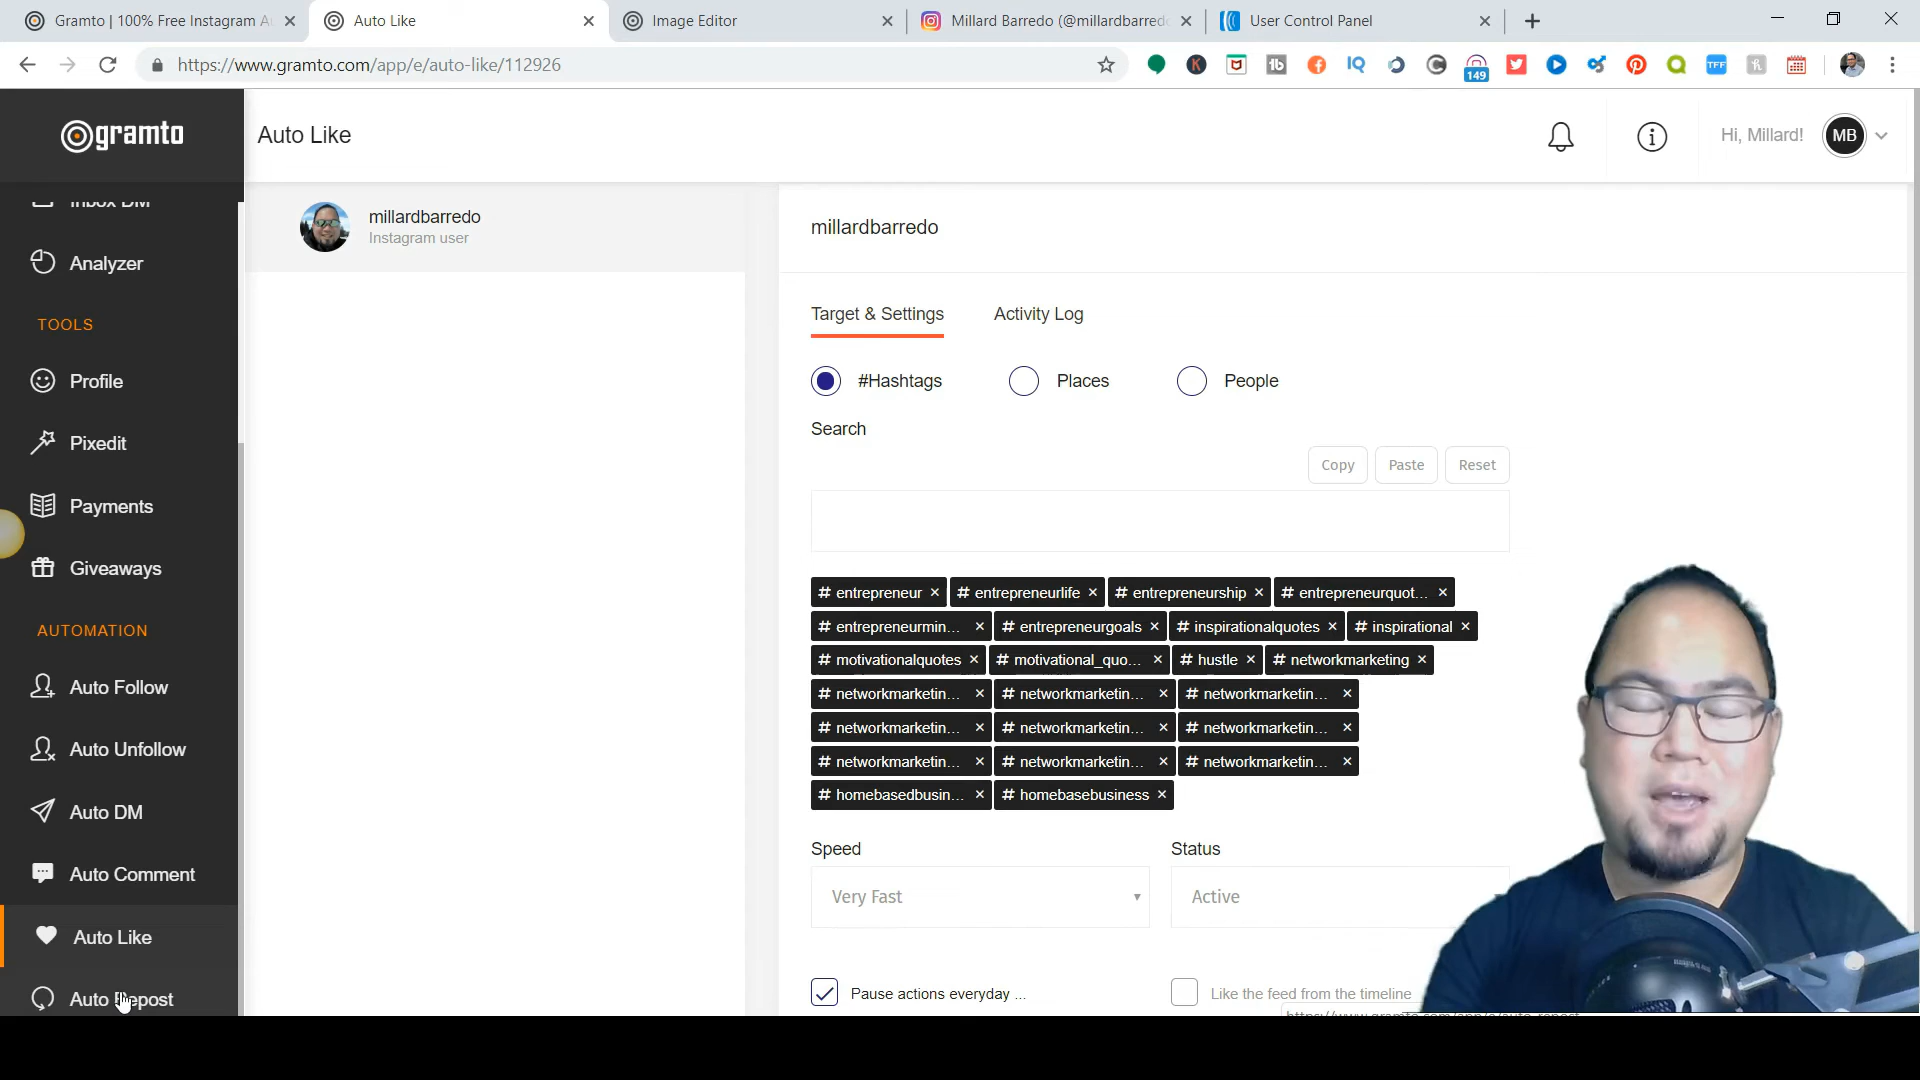 Gramto | 100% Free Instagram Au
Auto Like
Image Editor
Millard Barredo (@millardbarredo
User Control Panel
https://www.gramto.com/app/e/auto-like/112926
149
TFF
gramto
Auto Like
Hi, Millard!
MB
Inbox DM
Analyzer
TOOLS
Profile
Pixedit
Payments
Giveaways
AUTOMATION
Auto Follow
Auto Unfollow
Auto DM
Auto Comment
Auto Like
Auto Repost
millardbarredo
Instagram user
millardbarredo
Target & Settings
Activity Log
#Hashtags
Places
People
Search
Copy
Paste
Reset
# entrepreneur × # entrepreneurlife × # entrepreneurship × # entrepreneurquot... ×
# entrepreneurmin... × # entrepreneurgoals × # inspirationalquotes × # inspirational ×
# motivationalquotes × # motivational_quo... × # hustle × # networkmarketing ×
# networkmarketin... × # networkmarketin... × # networkmarketin... ×
# networkmarketin... × # networkmarketin... × # networkmarketin... ×
# networkmarketin... × # networkmarketin... × # networkmarketin... ×
# homebasedbusin... × # homebasebusiness ×
Speed
Status
Very Fast
Active
Pause actions everyday ...
Like the feed from the timeline